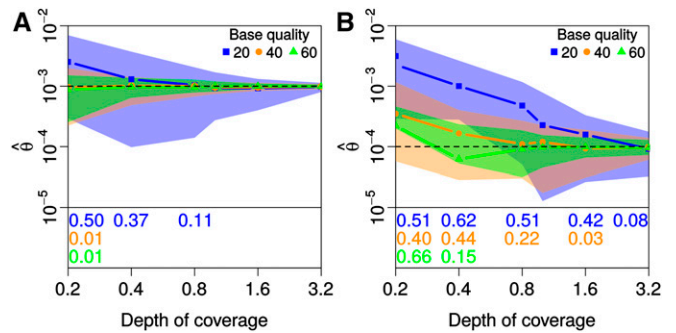 A
Base quality
20 40 60
10⁻²
10⁻³
10⁻⁴
10⁻⁵
θ̂
0.50 0.37 0.11
0.01
0.01
0.2 0.4 0.8 1.6 3.2
Depth of coverage
B
Base quality
20 40 60
10⁻²
10⁻³
10⁻⁴
10⁻⁵
θ̂
0.51 0.62 0.51 0.42 0.08
0.40 0.44 0.22 0.03
0.66 0.15
0.2 0.4 0.8 1.6 3.2
Depth of coverage